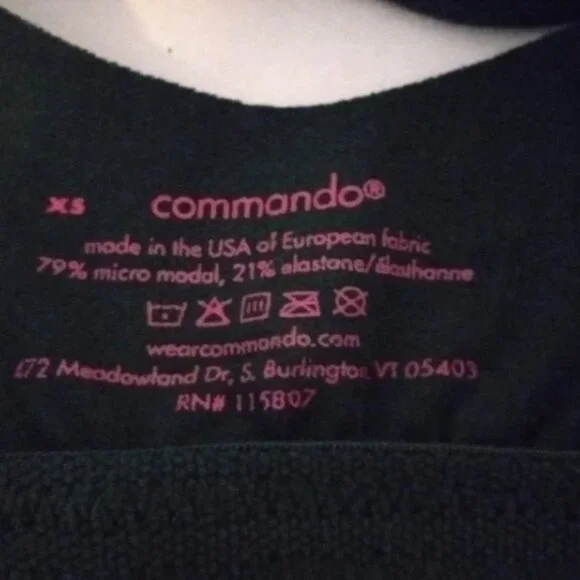 XS
commando®
made in the USA of European fabric
79% micro modal, 21% elastane/élasthanne
wearcommando.com
Meadowland Dr, S. Burlington VT 05403
RN# 115807